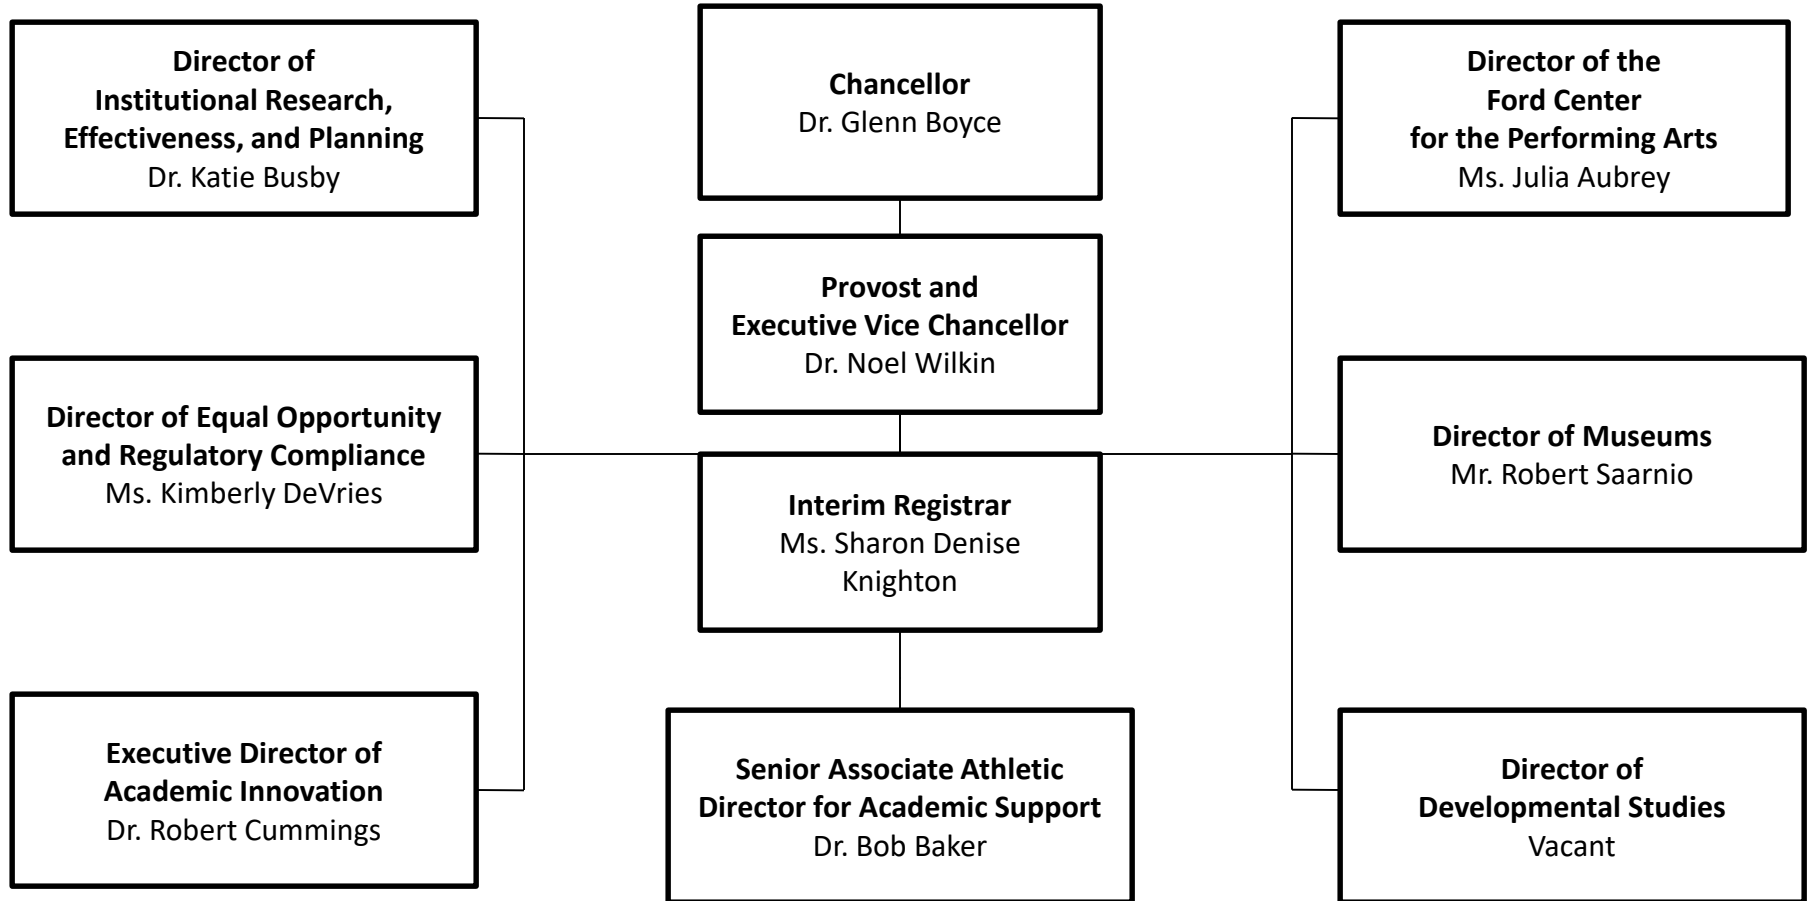 Director of
Institutional Research,
Effectiveness, and Planning
Dr. Katie Busby
Chancellor
Dr. Glenn Boyce
Director of the
Ford Center
for the Performing Arts
Ms. Julia Aubrey
Provost and
Executive Vice Chancellor
Dr. Noel Wilkin
Director of Equal Opportunity
and Regulatory Compliance
Ms. Kimberly DeVries
Interim Registrar
Ms. Sharon Denise
Knighton
Director of Museums
Mr. Robert Saarnio
Executive Director of
Academic Innovation
Dr. Robert Cummings
Senior Associate Athletic
Director for Academic Support
Dr. Bob Baker
Director of
Developmental Studies
Vacant